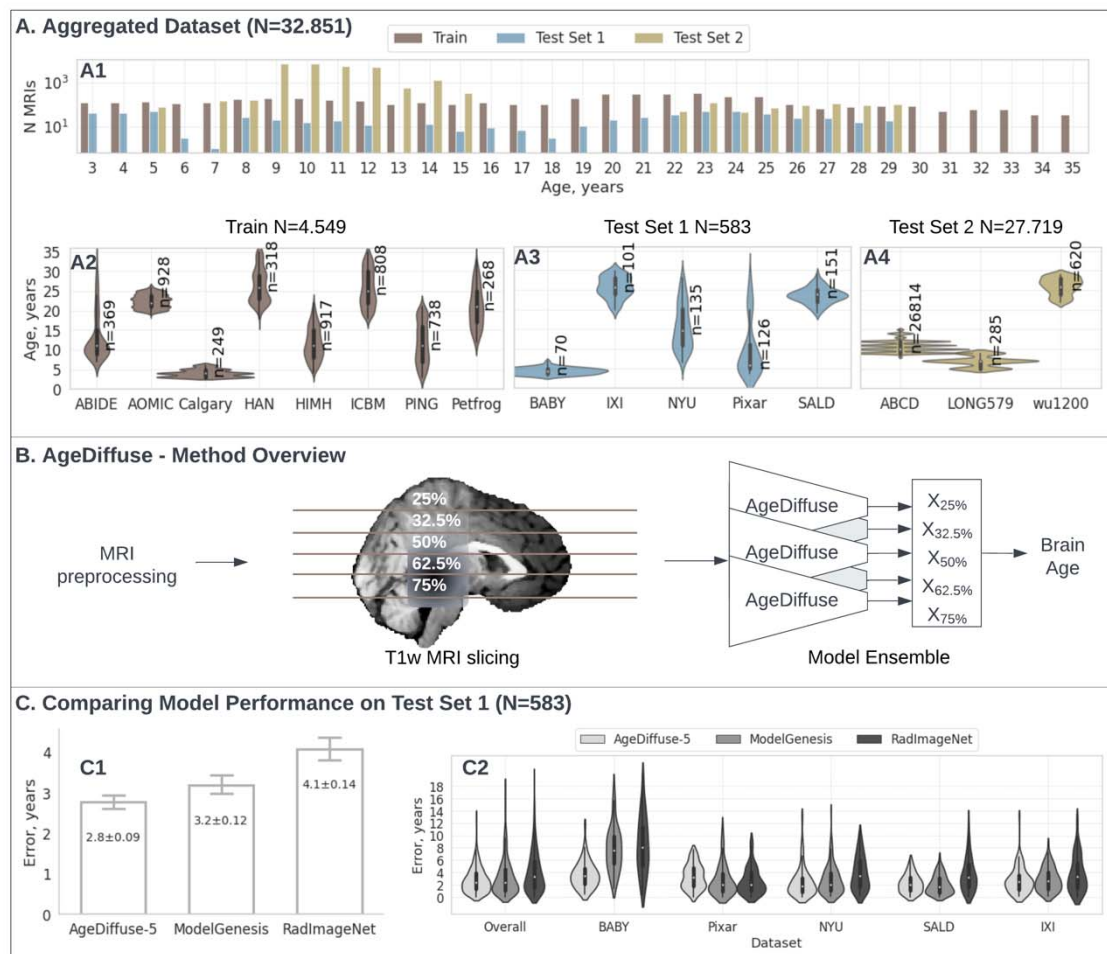 A. Aggregated Dataset (N=32.851)
Train Test Set 1 Test Set 2
A1
N MRIs
10³
10¹
3 4 5 6 7 8 9 10 11 12 13 14 15 16 17 18 19 20 21 22 23 24 25 26 27 28 29 30 31 32 33 34 35
Age, years
Train N=4.549
A2
Age, years
35
30
25
20
15
10
5
0
n=369
n=928
n=249
n=318
n=917
n=808
n=738
n=268
ABIDE AOMIC Calgary HAN HIMH ICBM PING Petfrog
Test Set 1 N=583
A3
n=70
n=101
n=135
n=126
n=151
BABY IXI NYU Pixar SALD
Test Set 2 N=27.719
A4
n=26814
n=285
n=620
ABCD LONG579 wu1200
B. AgeDiffuse - Method Overview
MRI
preprocessing
25%
32.5%
50%
62.5%
75%
T1w MRI slicing
AgeDiffuse
AgeDiffuse
AgeDiffuse
X25%
X32.5%
X50%
X62.5%
X75%
Model Ensemble
Brain
Age
C. Comparing Model Performance on Test Set 1 (N=583)
C1
Error, years
4
3
2
1
0
2.8±0.09
3.2±0.12
4.1±0.14
AgeDiffuse-5 ModelGenesis RadImageNet
AgeDiffuse-5 ModelGenesis RadImageNet
C2
Error, years
18
16
14
12
10
8
6
4
2
0
Overall BABY Pixar NYU SALD IXI
Dataset